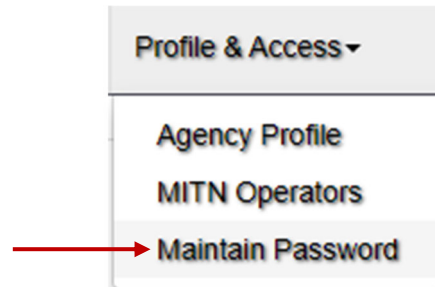 Profile & Access
Agency Profile
MITN Operators
Maintain Password